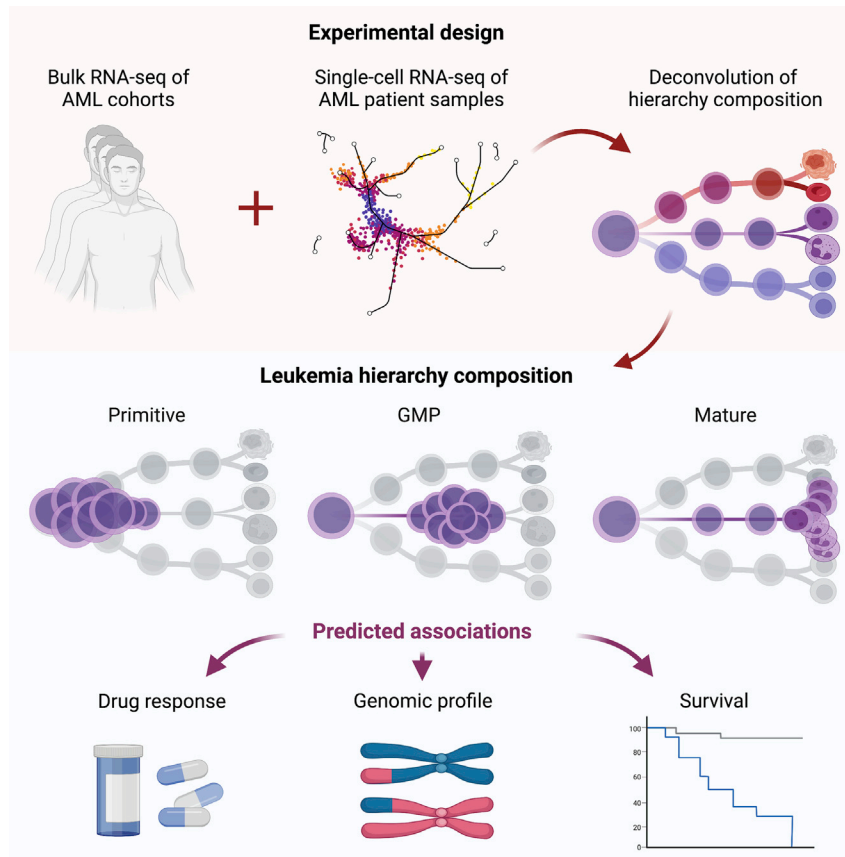 Experimental design
Bulk RNA-seq of
AML cohorts
Single-cell RNA-seq of
AML patient samples
Deconvolution of
hierarchy composition
Leukemia hierarchy composition
Primitive
GMP
Mature
Predicted associations
Drug response
Genomic profile
Survival
100
80
60
40
20
0